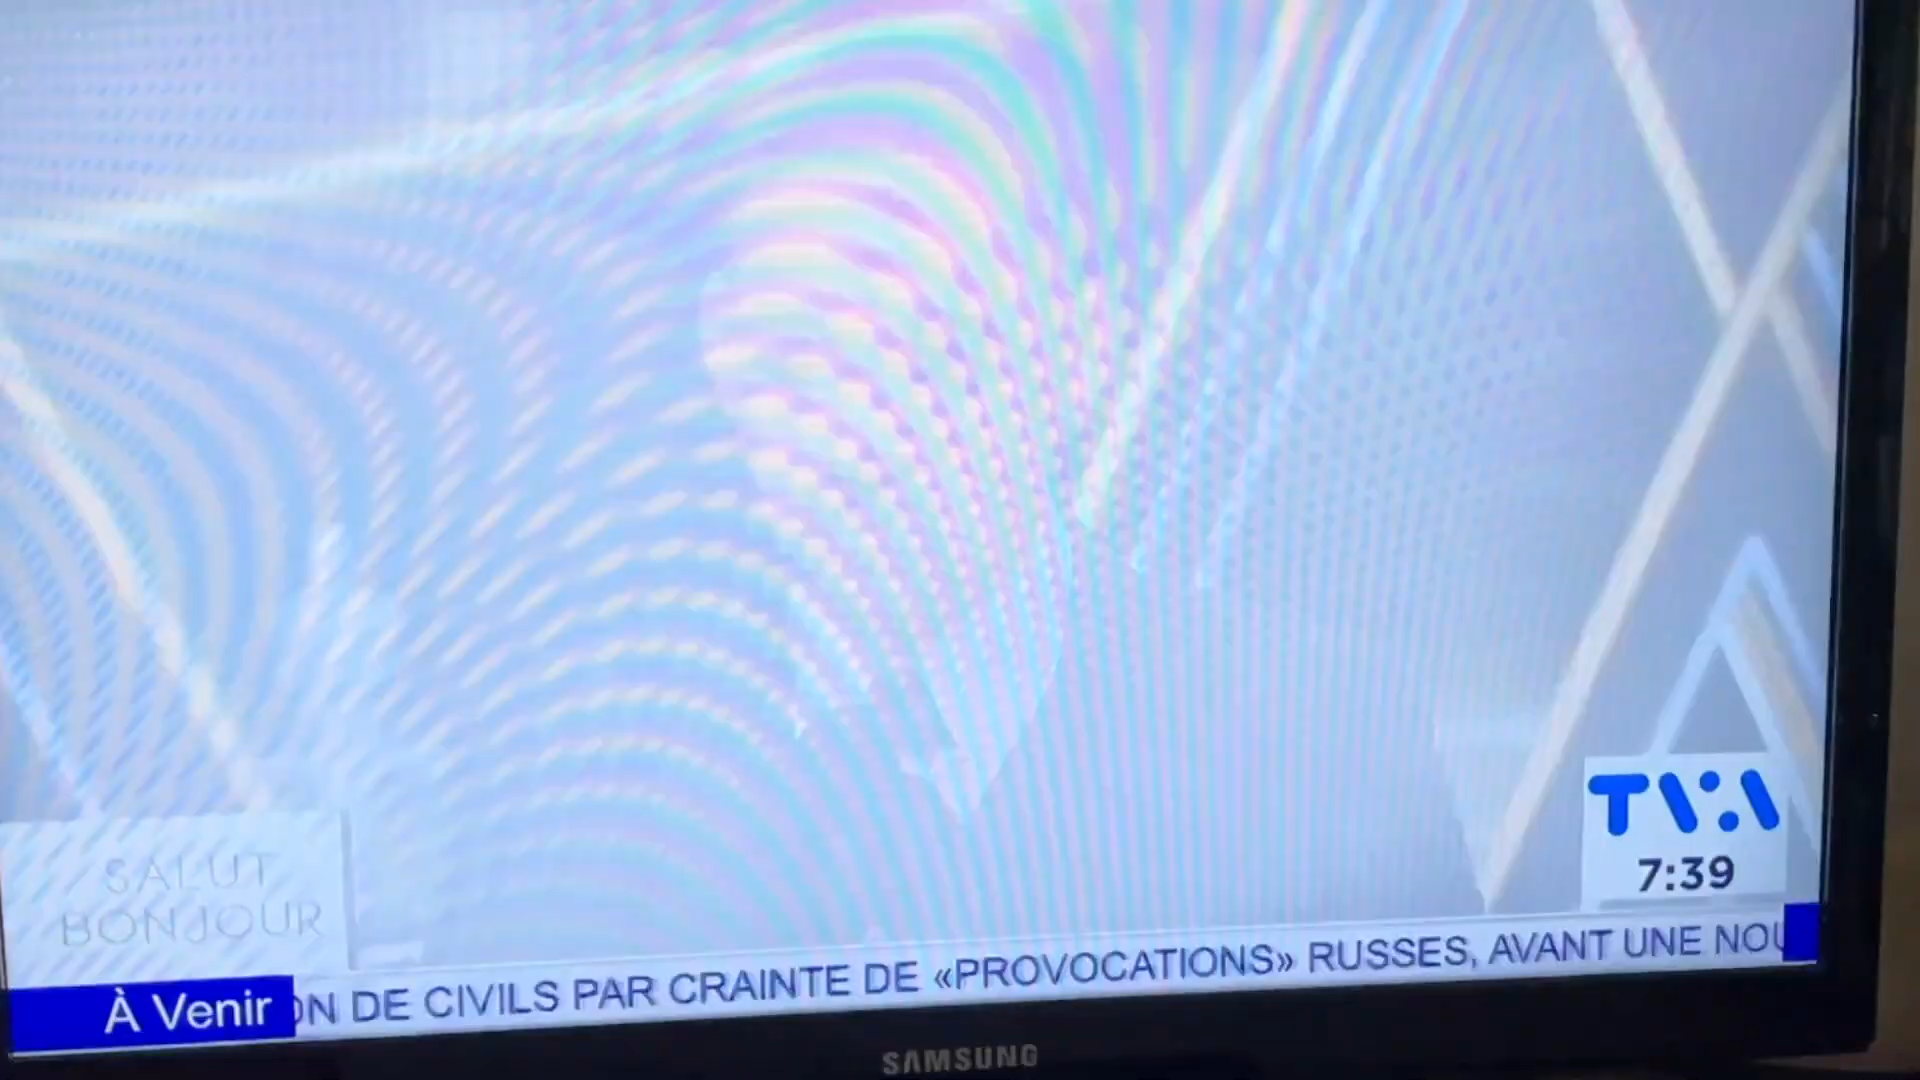 SALUT
BONJOUR
TVA
7:39
À Venir
DE CIVILS PAR CRAINTE DE «PROVOCATIONS» RUSSES, AVANT UNE
SAMSUNG